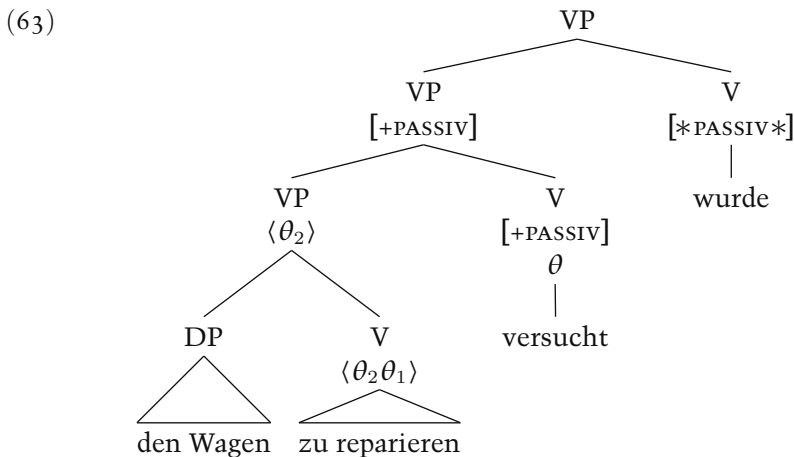 (63) VP
VP V
[+PASSIV] [∗PASSIV∗]
VP V wurde
⟨θ₂⟩ [+PASSIV]
θ
DP V versucht
⟨θ₂θ₁⟩
den Wagen zu reparieren